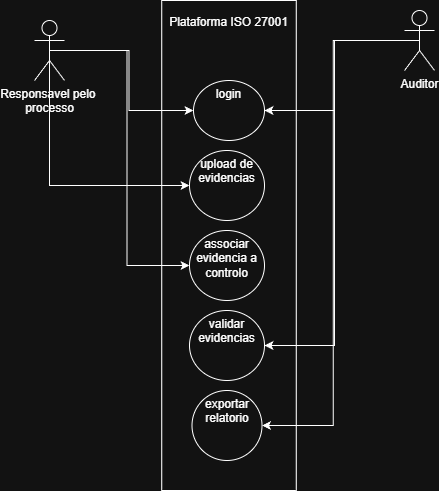 Plataforma ISO 27001
Responsavel pelo
processo
Auditor
login
upload de
evidencias
associar
evidencia a
controlo
validar
evidencias
exportar
relatorio